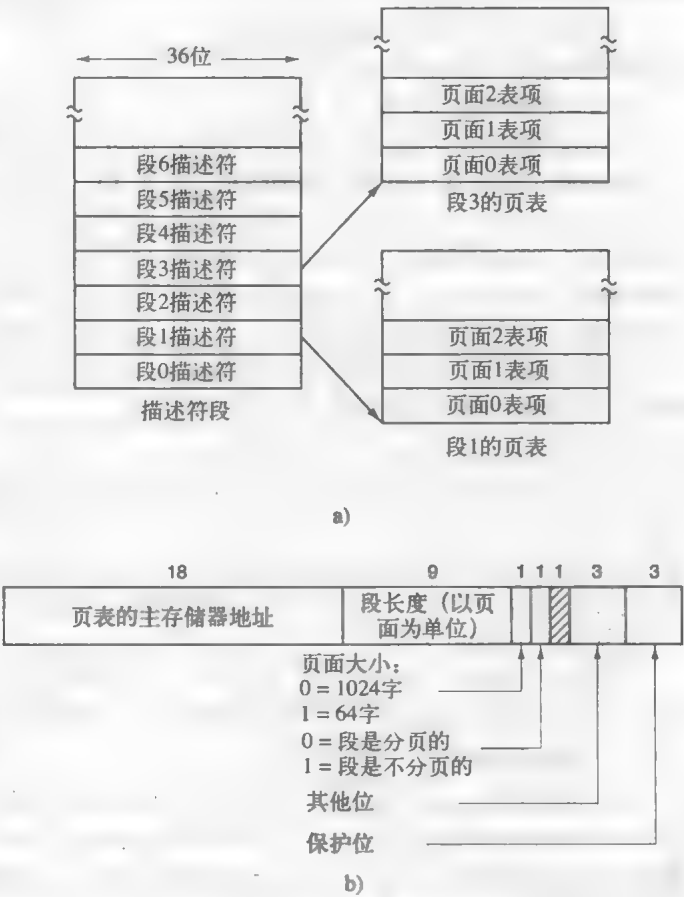 36位
段6描述符
段5描述符
段4描述符
段3描述符
段2描述符
段1描述符
段0描述符
描述符段
页面2表项
页面1表项
页面0表项
段3的页表
页面2表项
页面1表项
页面0表项
段1的页表
a)
18 9 1 1 1 3 3
页表的主存储器地址
段长度（以页
面为单位）
页面大小：
0 = 1024字
1 = 64字
0 = 段是分页的
1 = 段是不分页的
其他位
保护位
b)